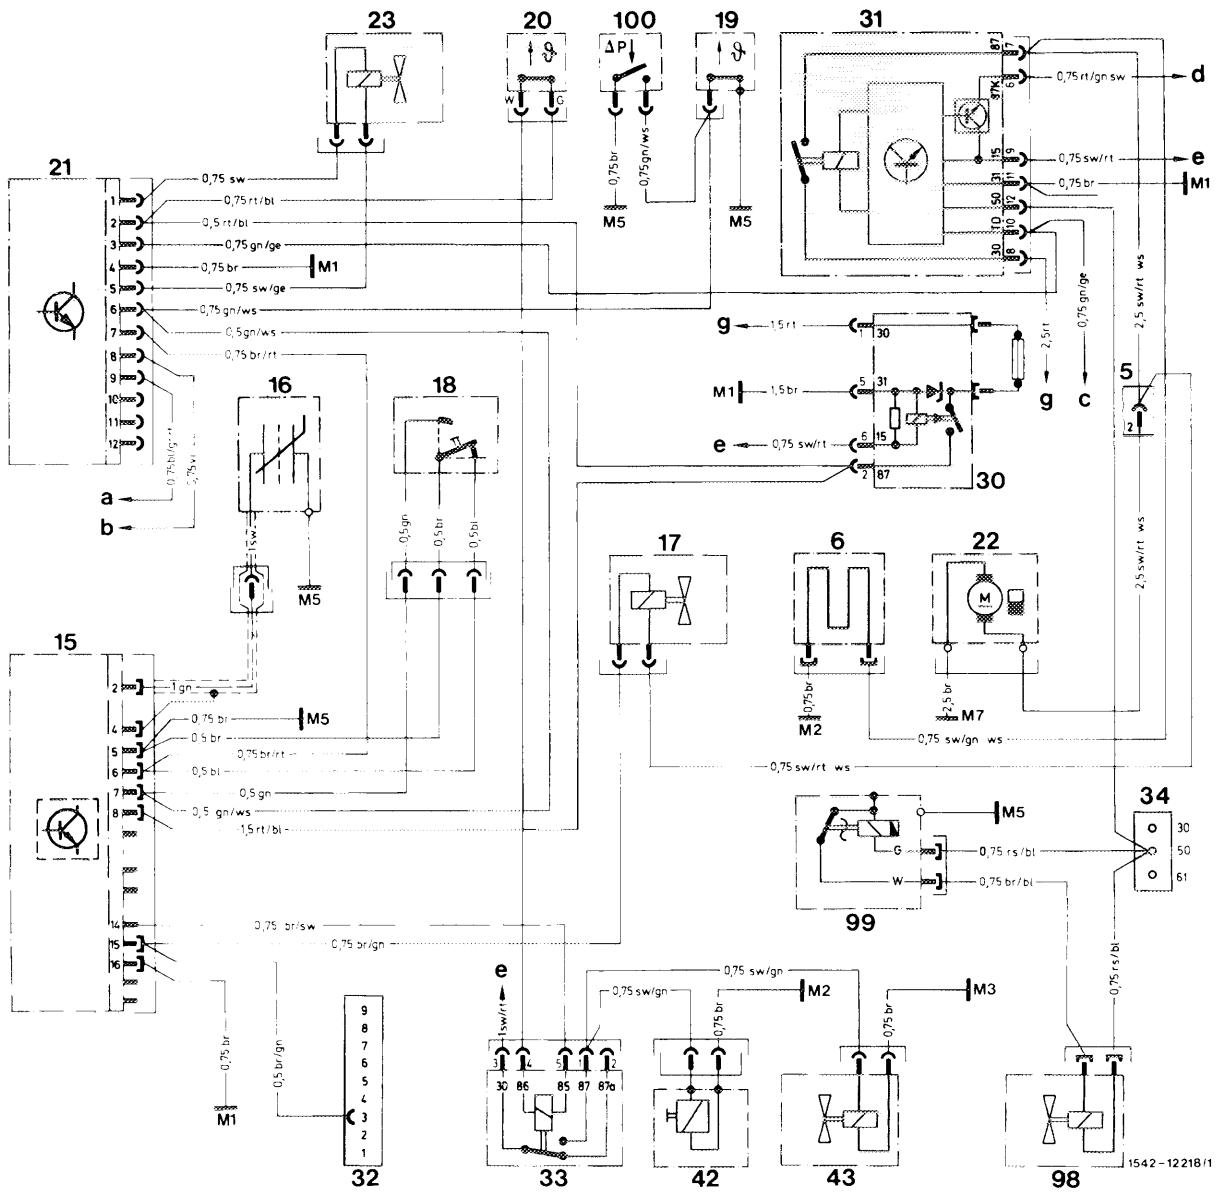 23
20
100
19
31
ΔP
ϑ
ϑ
W
G
87
7
87K
6
0,75 rt/gn sw
d
15
9
0,75 sw/rt
e
31
11
0,75 br
M1
50
12
TD
10
30
8
0,75 br
0,75 gn/ws
M5
M5
21
1
0,75 sw
2
0,75 rt/bl
0,5 rt/bl
3
0,75 gn/ge
4
0,75 br
M1
5
0,75 sw/ge
6
0,75 gn/ws
7
0,5 gn/ws
0,75 br/rt
8
9
10
11
12
a
b
16
18
g
1,5 rt
30
M1
1,5 br
5
31
e
0,75 sw/rt
6
15
2
87
30
2,5 rt
g
0,75 gn/ge
c
2,5 sw/rt ws
5
2
2,5 sw/rt ws
1 sw
M5
0,5 gn
0,5 br
0,5 bl
17
6
22
M
0,75 br
M2
2,5 br
M7
0,75 sw/gn ws
0,75 sw/rt ws
15
2
1 gn
4
0,75 br
M5
5
0,5 br
0,75 br/rt
6
0,5 bl
7
0,5 gn
8
0,5 gn/ws
1,5 rt/bl
14
0,75 br/sw
15
0,75 br/gn
16
0,75 br
M1
0,5 br/gn
M5
G
0,75 rs/bl
W
0,75 br/bl
99
34
30
50
61
0,75 rs/bl
9
8
7
6
5
4
3
2
1
32
e
1 sw/rt
0,75 sw/gn
0,75 sw/gn
0,75 br
M2
0,75 br
M3
3
4
5
1
2
30
86
85
87
87a
33
42
43
98
1542-12218/1